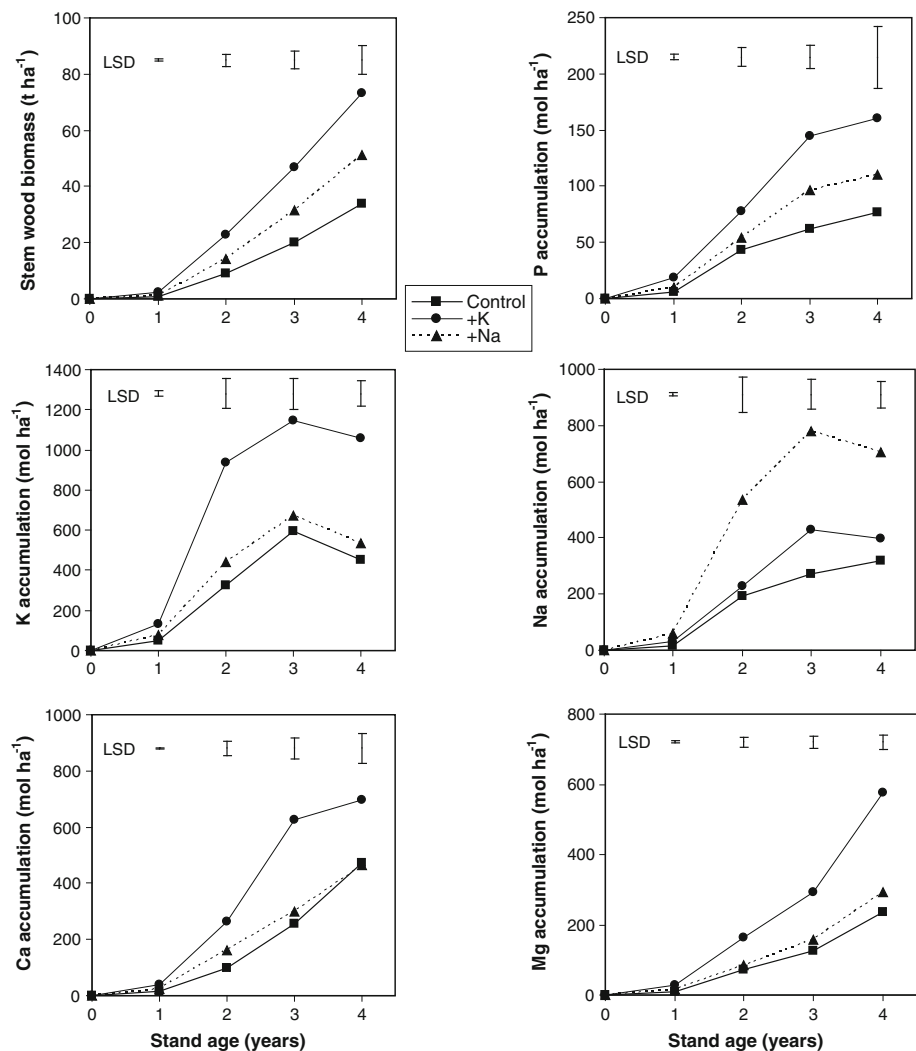 Stem wood biomass (t ha-1)
100
80
60
40
20
0
LSD
0 1 2 3 4
P accumulation (mol ha-1)
250
200
150
100
50
0
LSD
0 1 2 3 4
Control
+K
+Na
K accumulation (mol ha-1)
1400
1200
1000
800
600
400
200
0
LSD
0 1 2 3 4
Na accumulation (mol ha-1)
1000
800
600
400
200
0
LSD
0 1 2 3 4
Ca accumulation (mol ha-1)
1000
800
600
400
200
0
LSD
0 1 2 3 4
Stand age (years)
Mg accumulation (mol ha-1)
800
600
400
200
0
LSD
0 1 2 3 4
Stand age (years)